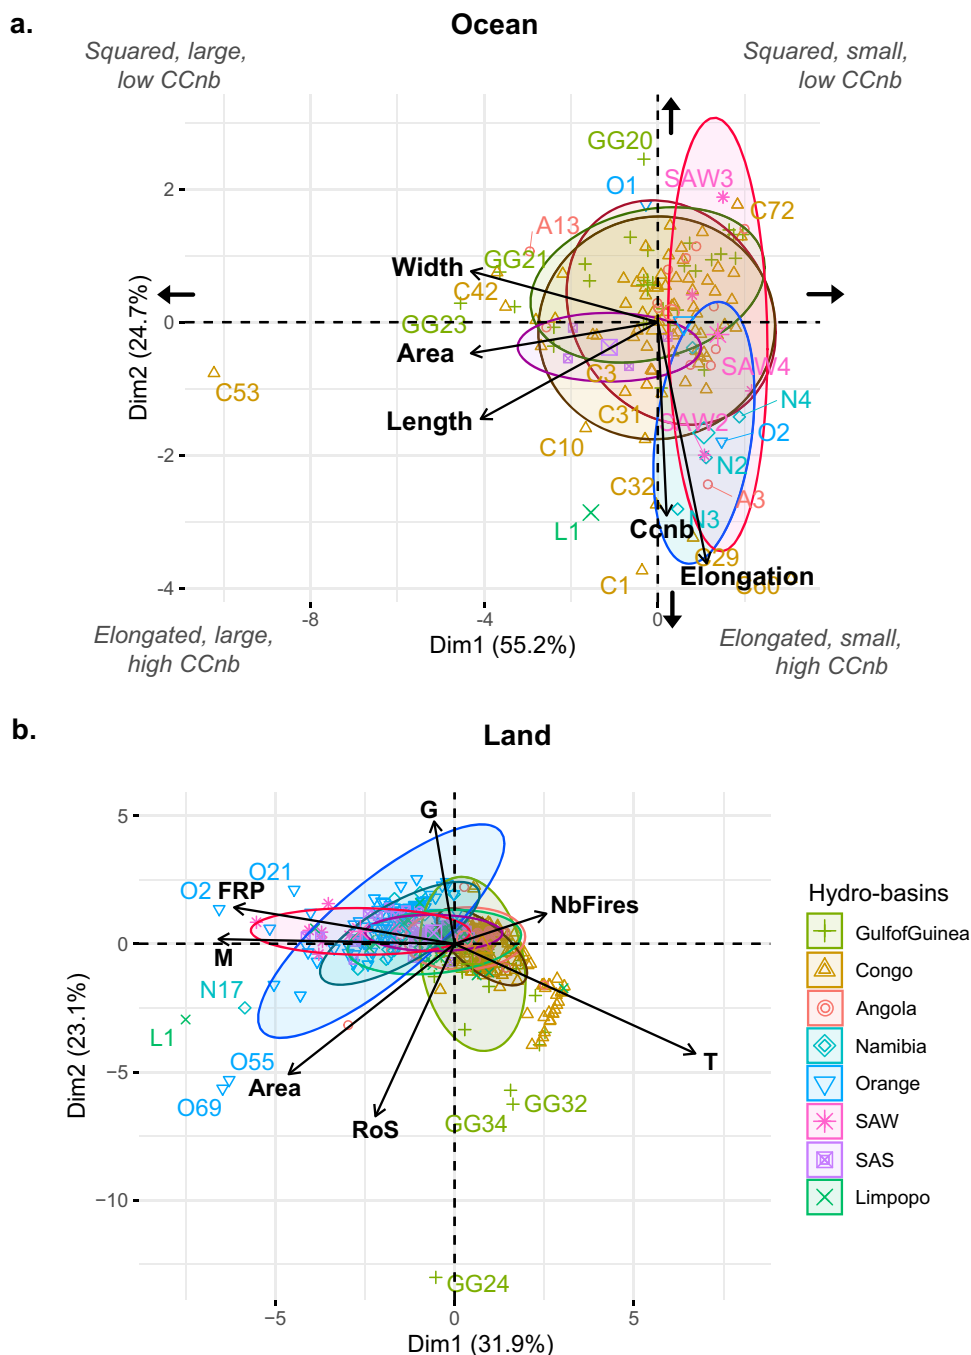 a.
Ocean
Squared, large,
low CCnb
Squared, small,
low CCnb
GG20
O1
SAW3
C72
A13
GG21
Width
C42
GG23
Area
C53
C3
SAW4
Length
C31
N4
C10
SAW2
O2
N2
C32
A3
L1
N3
Ccnb
C29
C1
Elongation
C60
2
0
-2
-4
Dim2 (24.7%)
-8
-4
0
Dim1 (55.2%)
Elongated, large,
high CCnb
Elongated, small,
high CCnb
b.
Land
G
O21
O2
FRP
NbFires
M
N17
L1
O55
Area
T
O69
RoS
GG32
GG34
GG24
5
0
−5
−10
Dim2 (23.1%)
−5
0
5
Dim1 (31.9%)
Hydro-basins
GulfofGuinea
Congo
Angola
Namibia
Orange
SAW
SAS
Limpopo